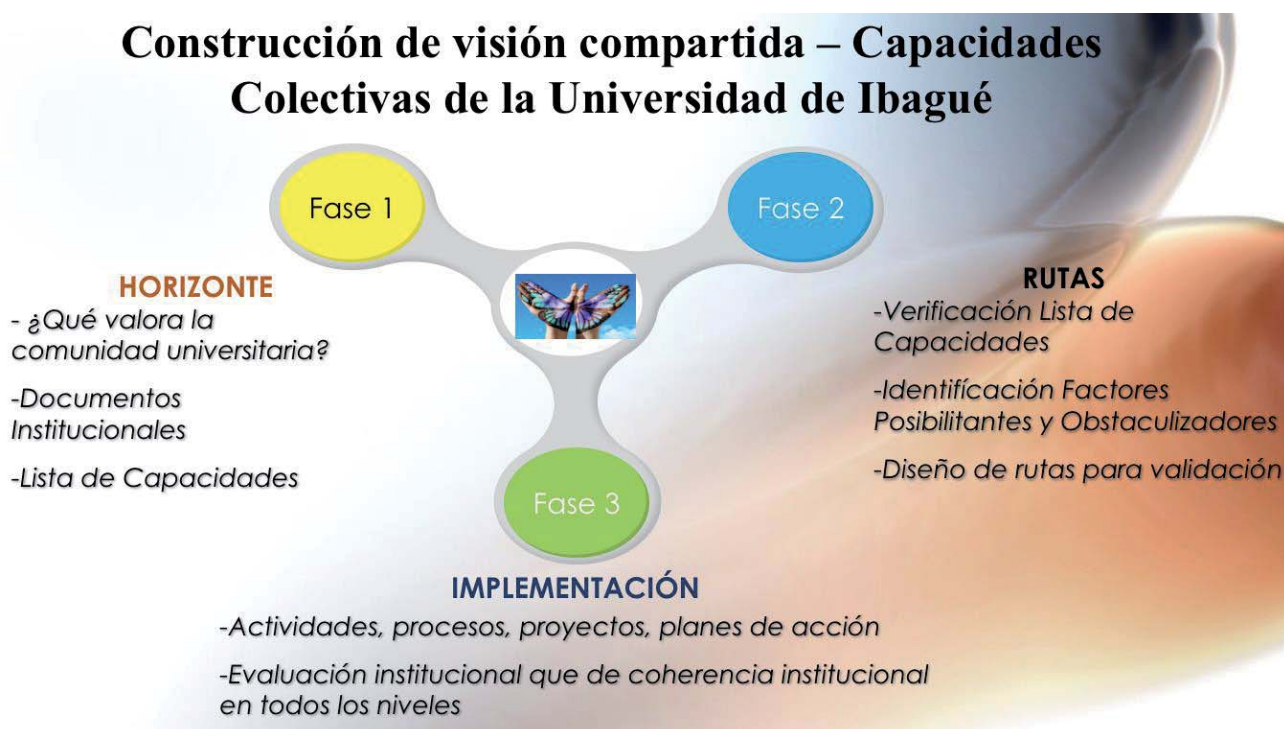 Construcción de visión compartida – Capacidades
Colectivas de la Universidad de Ibagué
Fase 1
Fase 2
HORIZONTE
- ¿Qué valora la
comunidad universitaria?
-Documentos
Institucionales
-Lista de Capacidades
RUTAS
-Verificación Lista de
Capacidades
-Identifícación Factores
Posibilitantes y Obstaculizadores
-Diseño de rutas para validación
Fase 3
IMPLEMENTACIÓN
-Actividades, procesos, proyectos, planes de acción
-Evaluación institucional que de coherencia institucional
en todos los niveles